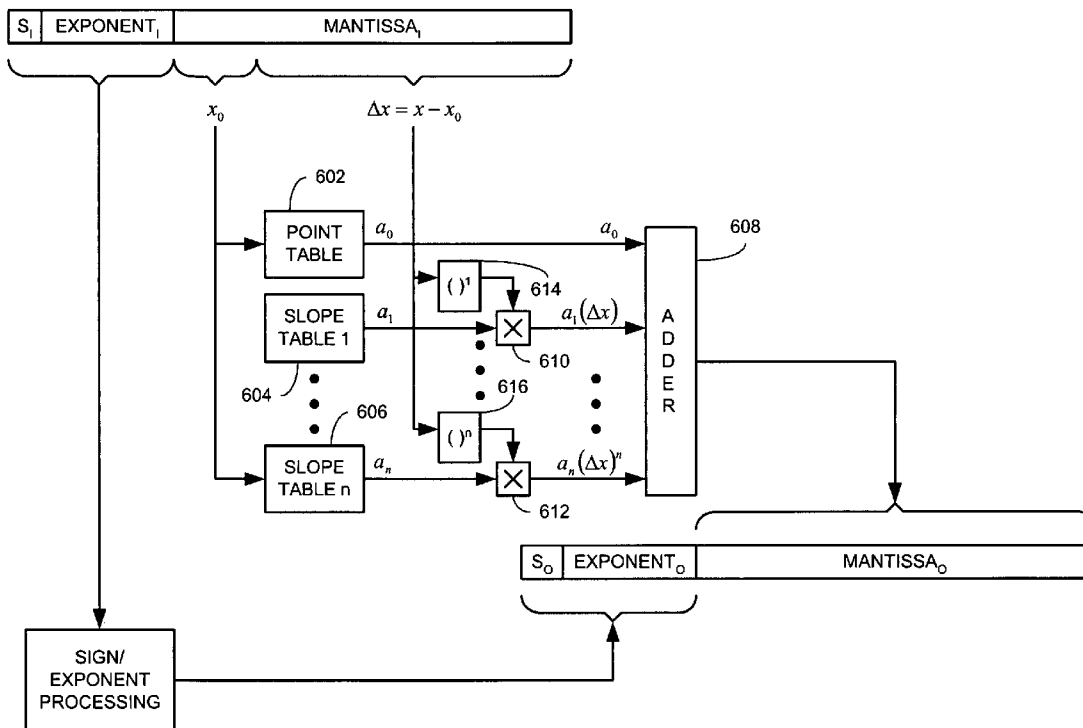 S_I EXPONENT_I MANTISSA_I
x_0 Δx = x − x_0
602
POINT
TABLE
a_0
a_0
608
( )^1
614
SLOPE
TABLE 1
a_1
a_1(Δx)
610
604
ADDER
606
616
( )^n
SLOPE
TABLE n
a_n
a_n(Δx)^n
612
S_O EXPONENT_O MANTISSA_O
SIGN/
EXPONENT
PROCESSING